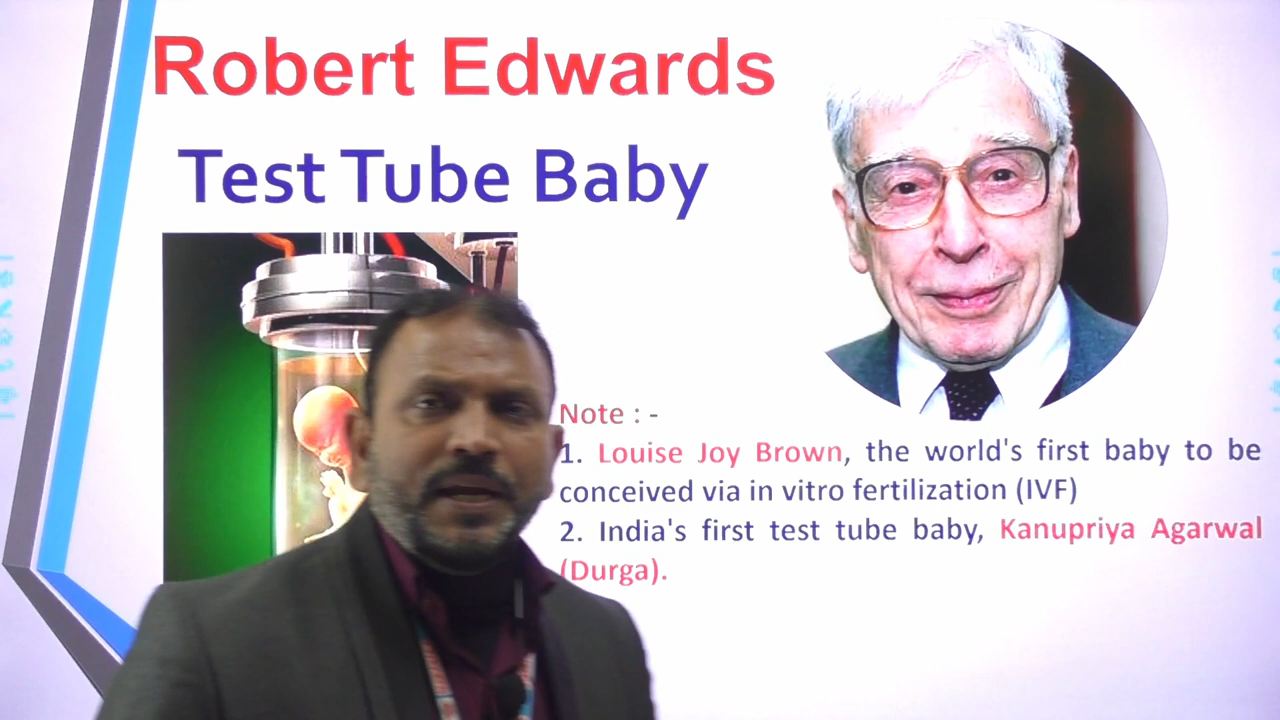 Robert Edwards
Test Tube Baby
Note : -
1. Louise Joy Brown, the world's first baby to be
conceived via in vitro fertilization (IVF)
2. India's first test tube baby, Kanupriya Agarwal
(Durga).